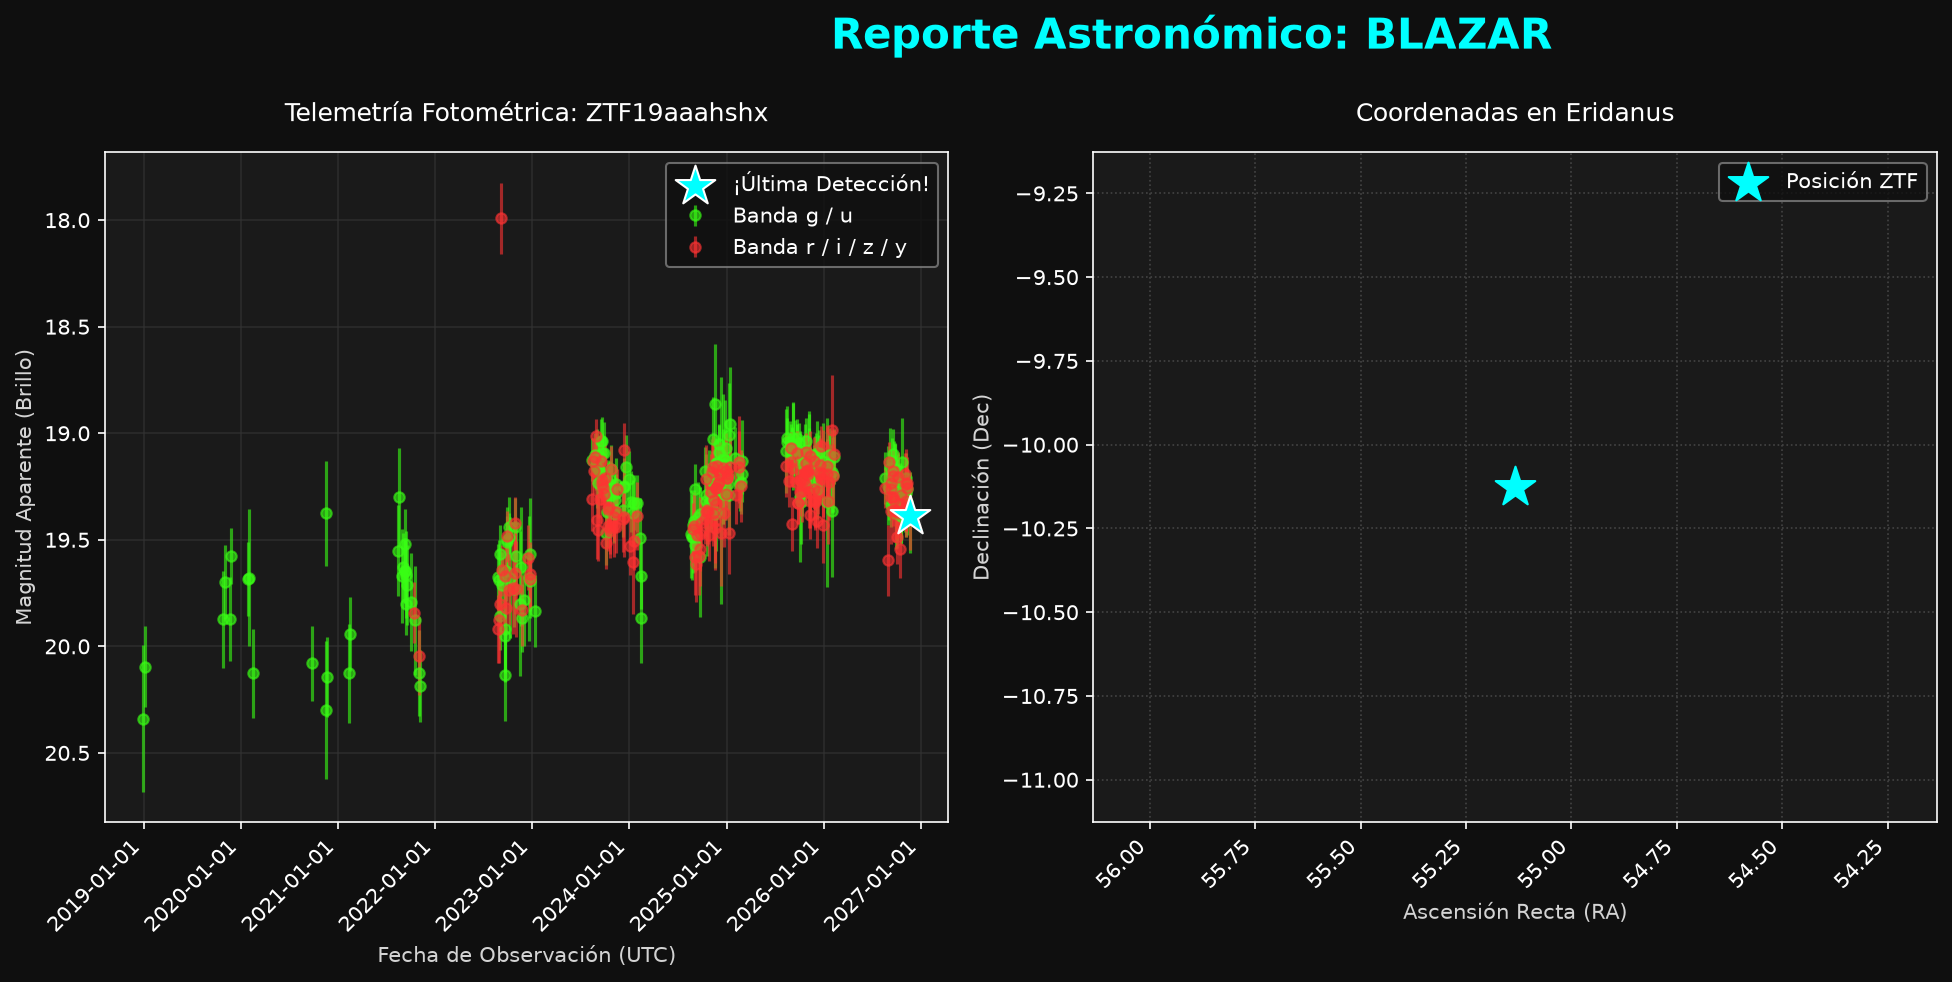 Reporte Astronómico: BLAZAR
Telemetría Fotométrica: ZTF19aaahshx
Magnitud Aparente (Brillo)
18.0
18.5
19.0
19.5
20.0
20.5
¡Última Detección!
Banda g / u
Banda r / i / z / y
2019-01-01
2020-01-01
2021-01-01
2022-01-01
2023-01-01
2024-01-01
2025-01-01
2026-01-01
2027-01-01
Fecha de Observación (UTC)
Coordenadas en Eridanus
Declinación (Dec)
−9.25
−9.50
−9.75
−10.00
−10.25
−10.50
−10.75
−11.00
Posición ZTF
56.00
55.75
55.50
55.25
55.00
54.75
54.50
54.25
Ascensión Recta (RA)